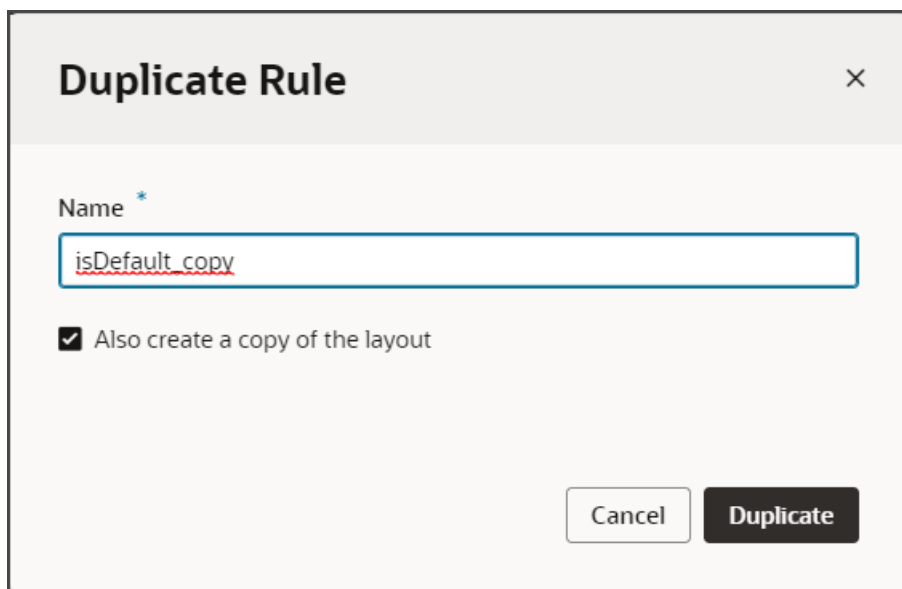 Duplicate Rule
Name *
isDefault_copy
Also create a copy of the layout
Cancel Duplicate